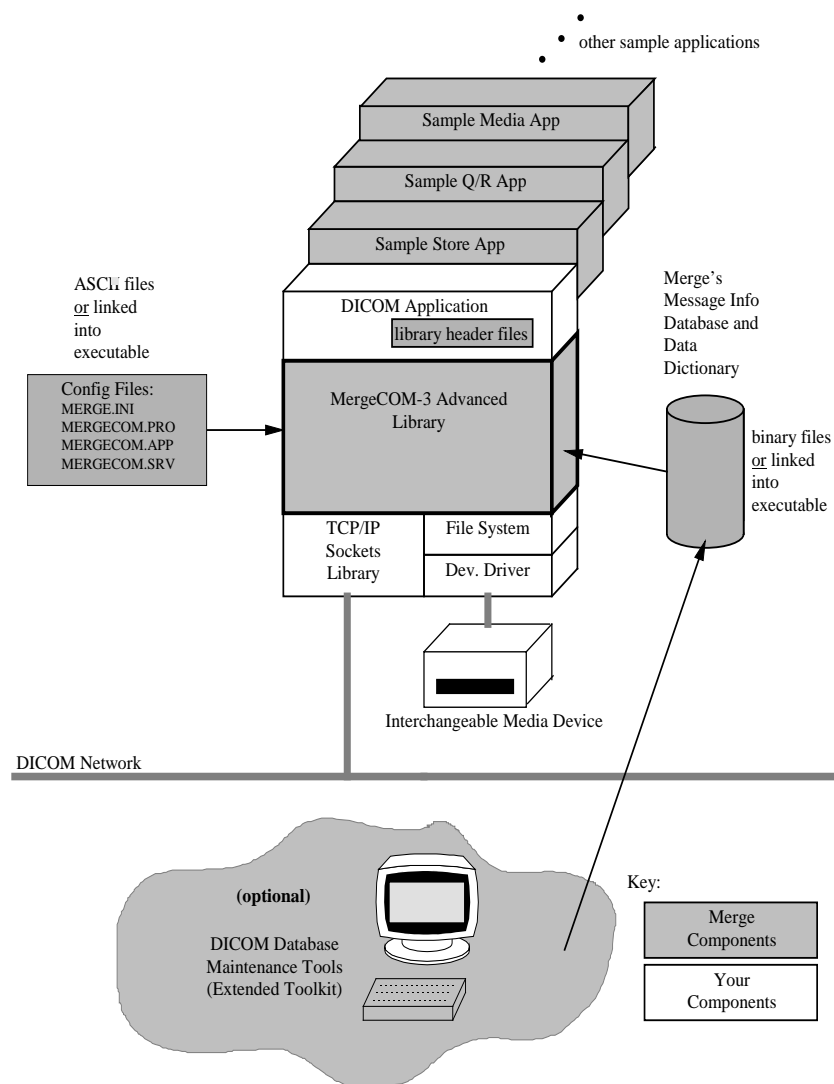 other sample applications
Sample Media App
Sample Q/R App
Sample Store App
ASCII files
or linked
into
executable
DICOM Application
library header files
Merge's
Message Info
Database and
Data
Dictionary
Config Files:
MERGE.INI
MERGECOM.PRO
MERGECOM.APP
MERGECOM.SRV
MergeCOM-3 Advanced
Library
binary files
or linked
into
executable
TCP/IP
Sockets
Library
File System
Dev. Driver
Interchangeable Media Device
DICOM Network
(optional)
DICOM Database
Maintenance Tools
(Extended Toolkit)
Key:
Merge
Components
Your
Components